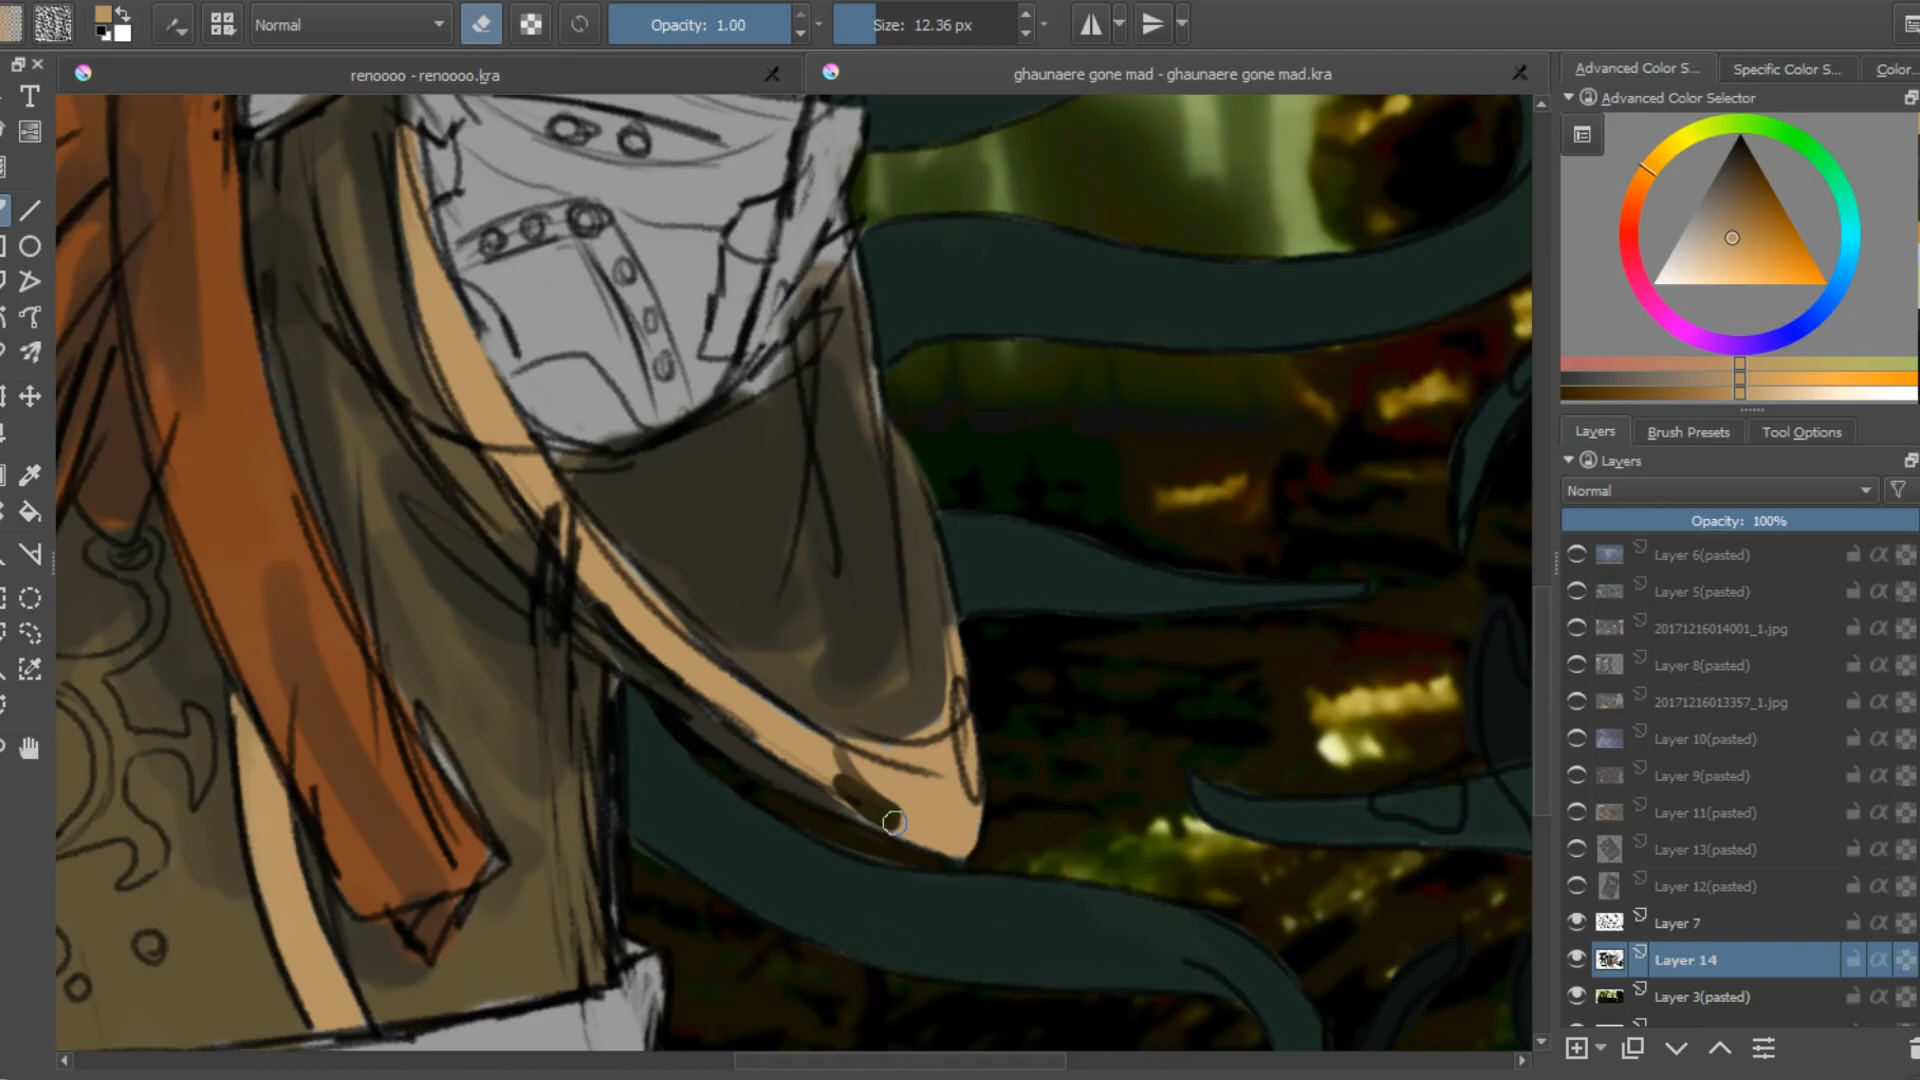 Normal
Opacity: 1.00
Size: 12.36 px
renoooo - renoooo.kra
ghaunaere gone mad - ghaunaere gone mad.kra
Advanced Color S...
Specific Color S...
Color...
Advanced Color Selector
Layers
Brush Presets
Tool Options
Layers
Normal
Opacity: 100%
Layer 6(pasted)
Layer 5(pasted)
20171216014001_1.jpg
Layer 8(pasted)
20171216013357_1.jpg
Layer 10(pasted)
Layer 9(pasted)
Layer 11(pasted)
Layer 13(pasted)
Layer 12(pasted)
Layer 7
Layer 14
Layer 3(pasted)